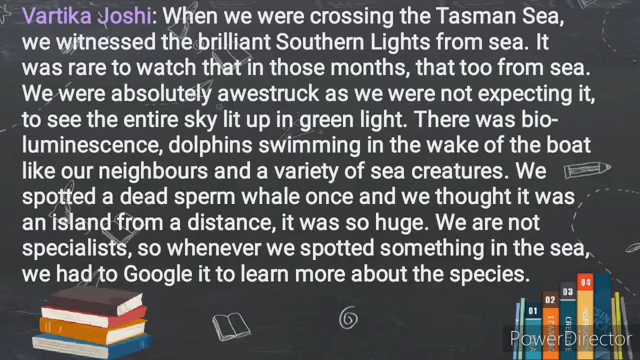 Vartika Joshi: When we were crossing the Tasman Sea,
we witnessed the brilliant Southern Lights from sea. It
was rare to watch that in those months, that too from sea.
We were absolutely awestruck as we were not expecting it,
to see the entire sky lit up in green light. There was bio-
luminescence, dolphins swimming in the wake of the boat
like our neighbours and a variety of sea creatures. We
spotted a dead sperm whale once and we thought it was
an island from a distance, it was so huge. We are not
specialists, so whenever we spotted something in the sea,
we had to Google it to learn more about the species.
01
02
03
04
PowerDirector